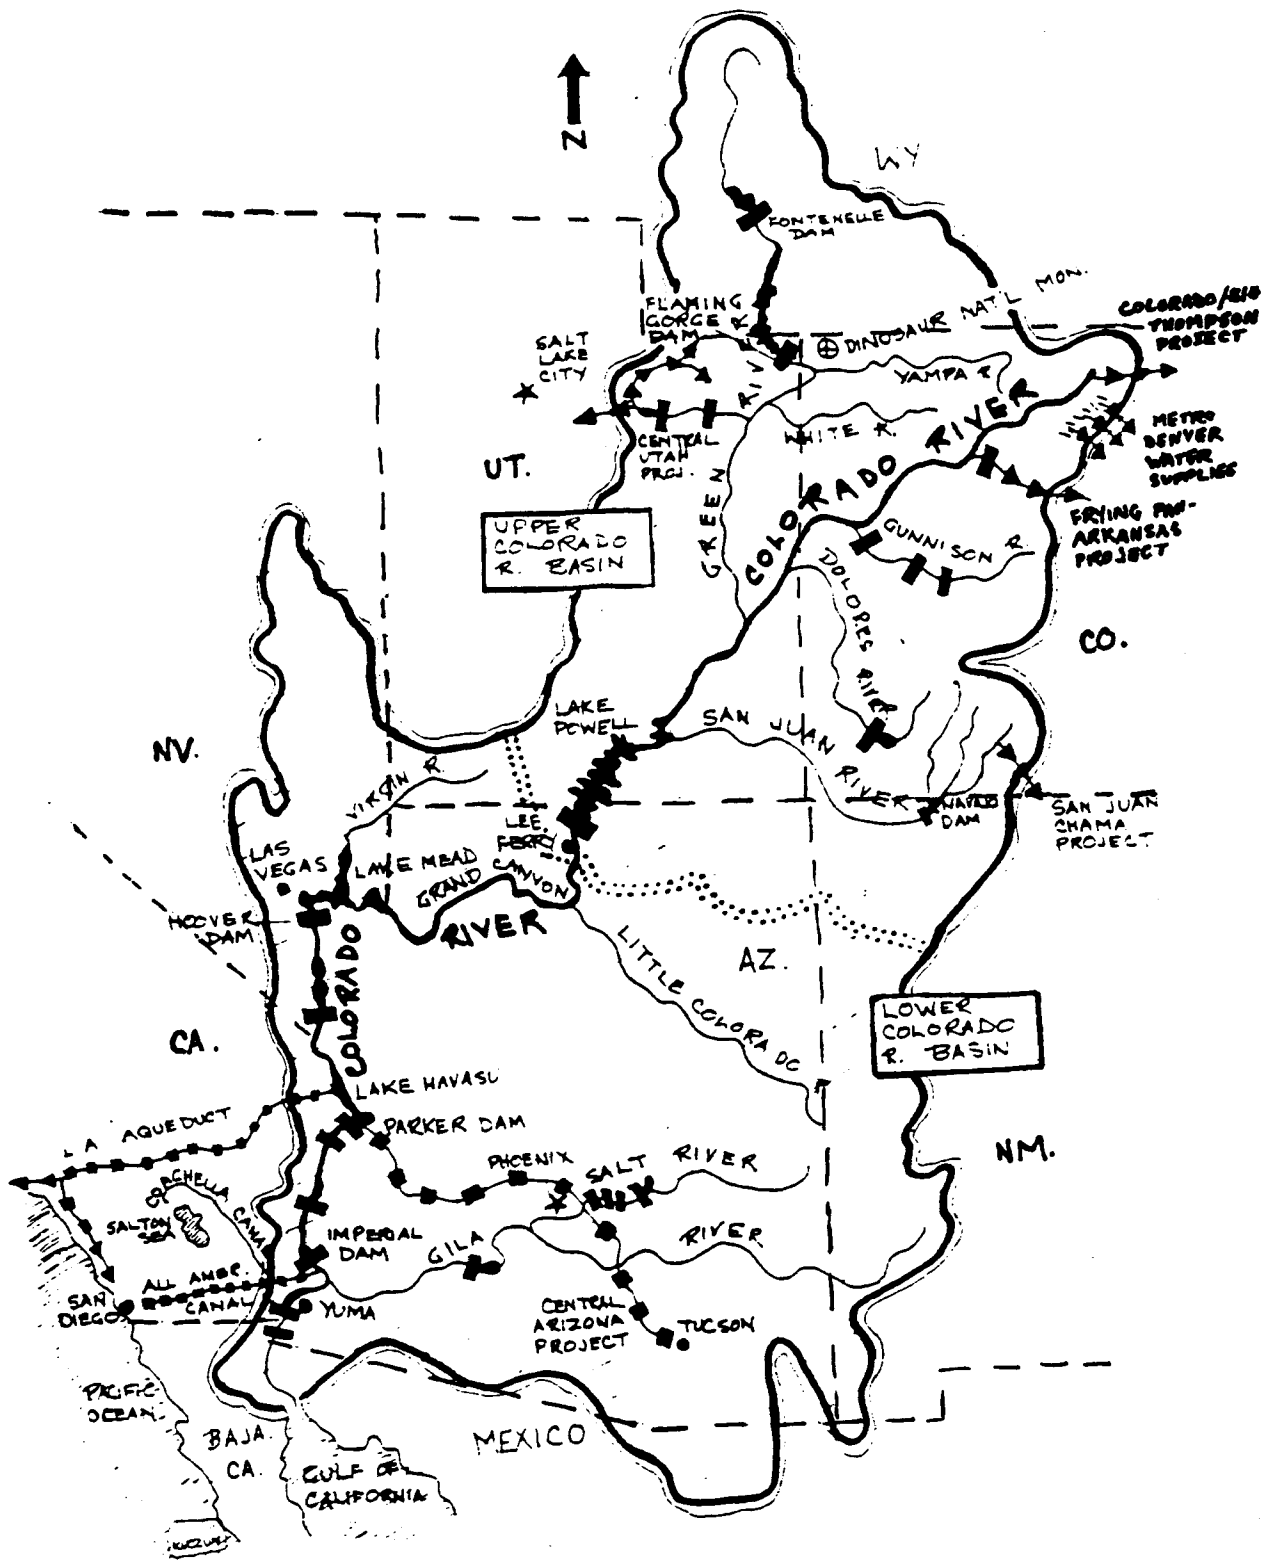 N
WY
FONTENELLE
DAM
FLAMING
GORGE
DAM
DINOSAUR NAT'L MON.
COLORADO/BIG
THOMPSON
PROJECT
SALT
LAKE
CITY
YAMPA R.
METRO
DENVER
WATER
SUPPLIES
WHITE R.
CENTRAL
UTAH
PROJ.
GREEN RIVER
COLORADO RIVER
UT.
UPPER
COLORADO
R. BASIN
FRYING PAN-
ARKANSAS
PROJECT
GUNNISON R.
DOLORES RIVER
CO.
LAKE
POWELL
SAN JUAN RIVER
NV.
VIRGIN R.
NAVAJO
DAM
SAN JUAN
CHAMA
PROJECT
LEE
FERRY
LAS
VEGAS
LAKE MEAD
GRAND CANYON
HOOVER
DAM
COLORADO RIVER
LITTLE COLORADO
AZ.
LOWER
COLORADO
R. BASIN
CA.
LAKE HAVASU
L A AQUEDUCT
PARKER DAM
NM.
PHOENIX
SALT RIVER
COACHELLA CANAL
SALTON
SEA
IMPERIAL
DAM
GILA RIVER
ALL AMER.
CANAL
SAN
DIEGO
YUMA
CENTRAL
ARIZONA
PROJECT
TUCSON
PACIFIC
OCEAN
BAJA
CA.
MEXICO
GULF OF
CALIFORNIA